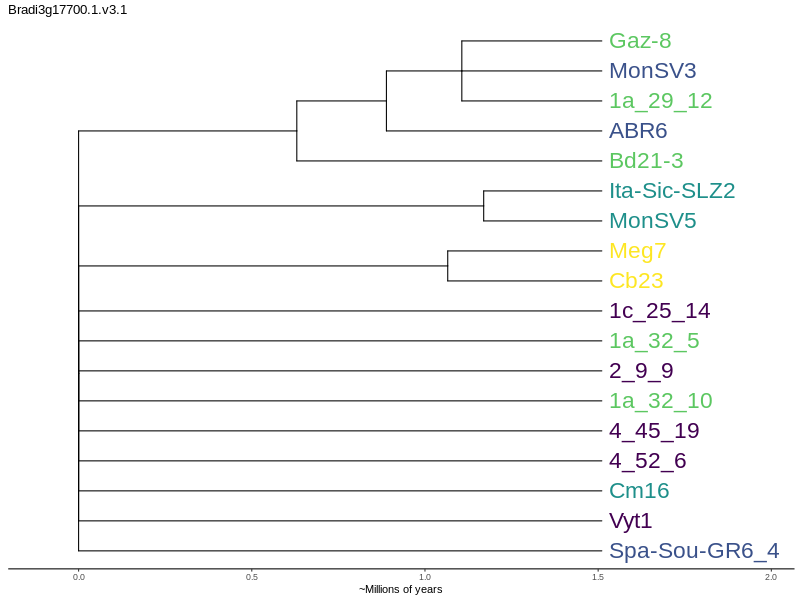 Bradi3g17700.1.v3.1
Gaz-8
MonSV3
1a_29_12
ABR6
Bd21-3
Ita-Sic-SLZ2
MonSV5
Meg7
Cb23
1c_25_14
1a_32_5
2_9_9
1a_32_10
4_45_19
4_52_6
Cm16
Vyt1
Spa-Sou-GR6_4
0.0 0.5 1.0 1.5 2.0
~Millions of years